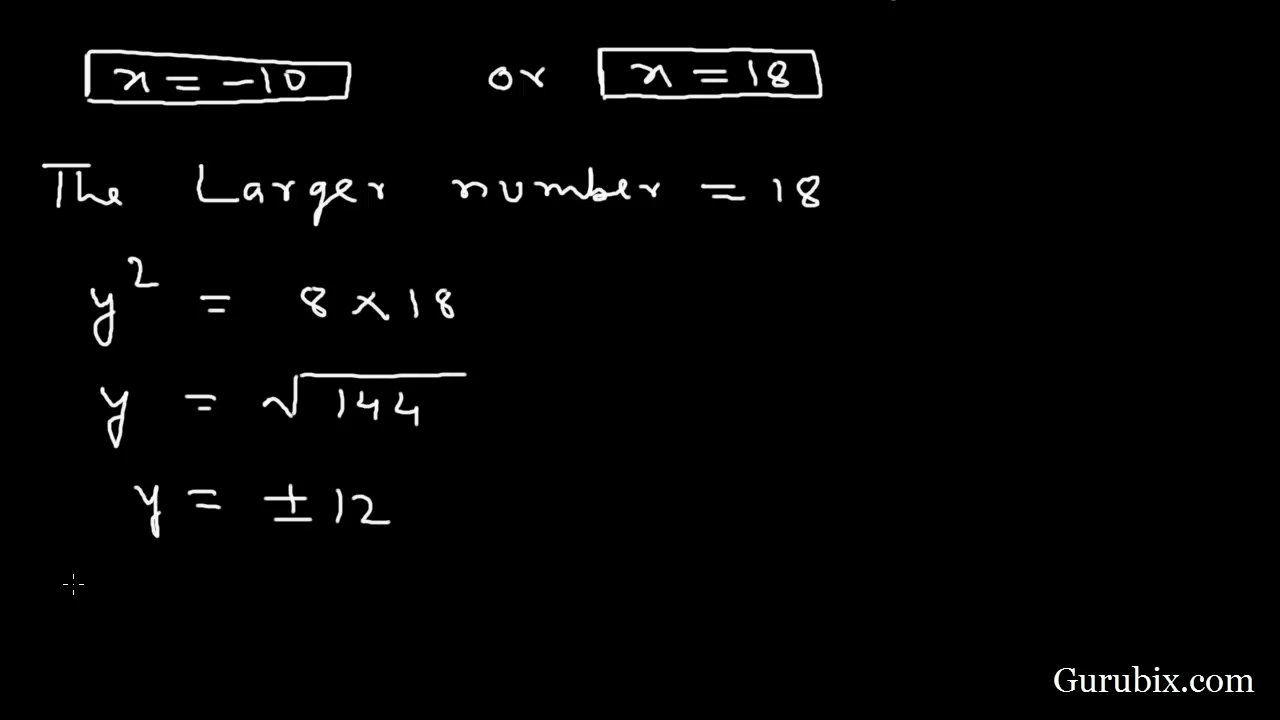 x = -10 or x = 18
The Larger number = 18
y² = 8 × 18
y = √144
y = ± 12
Gurubix.com